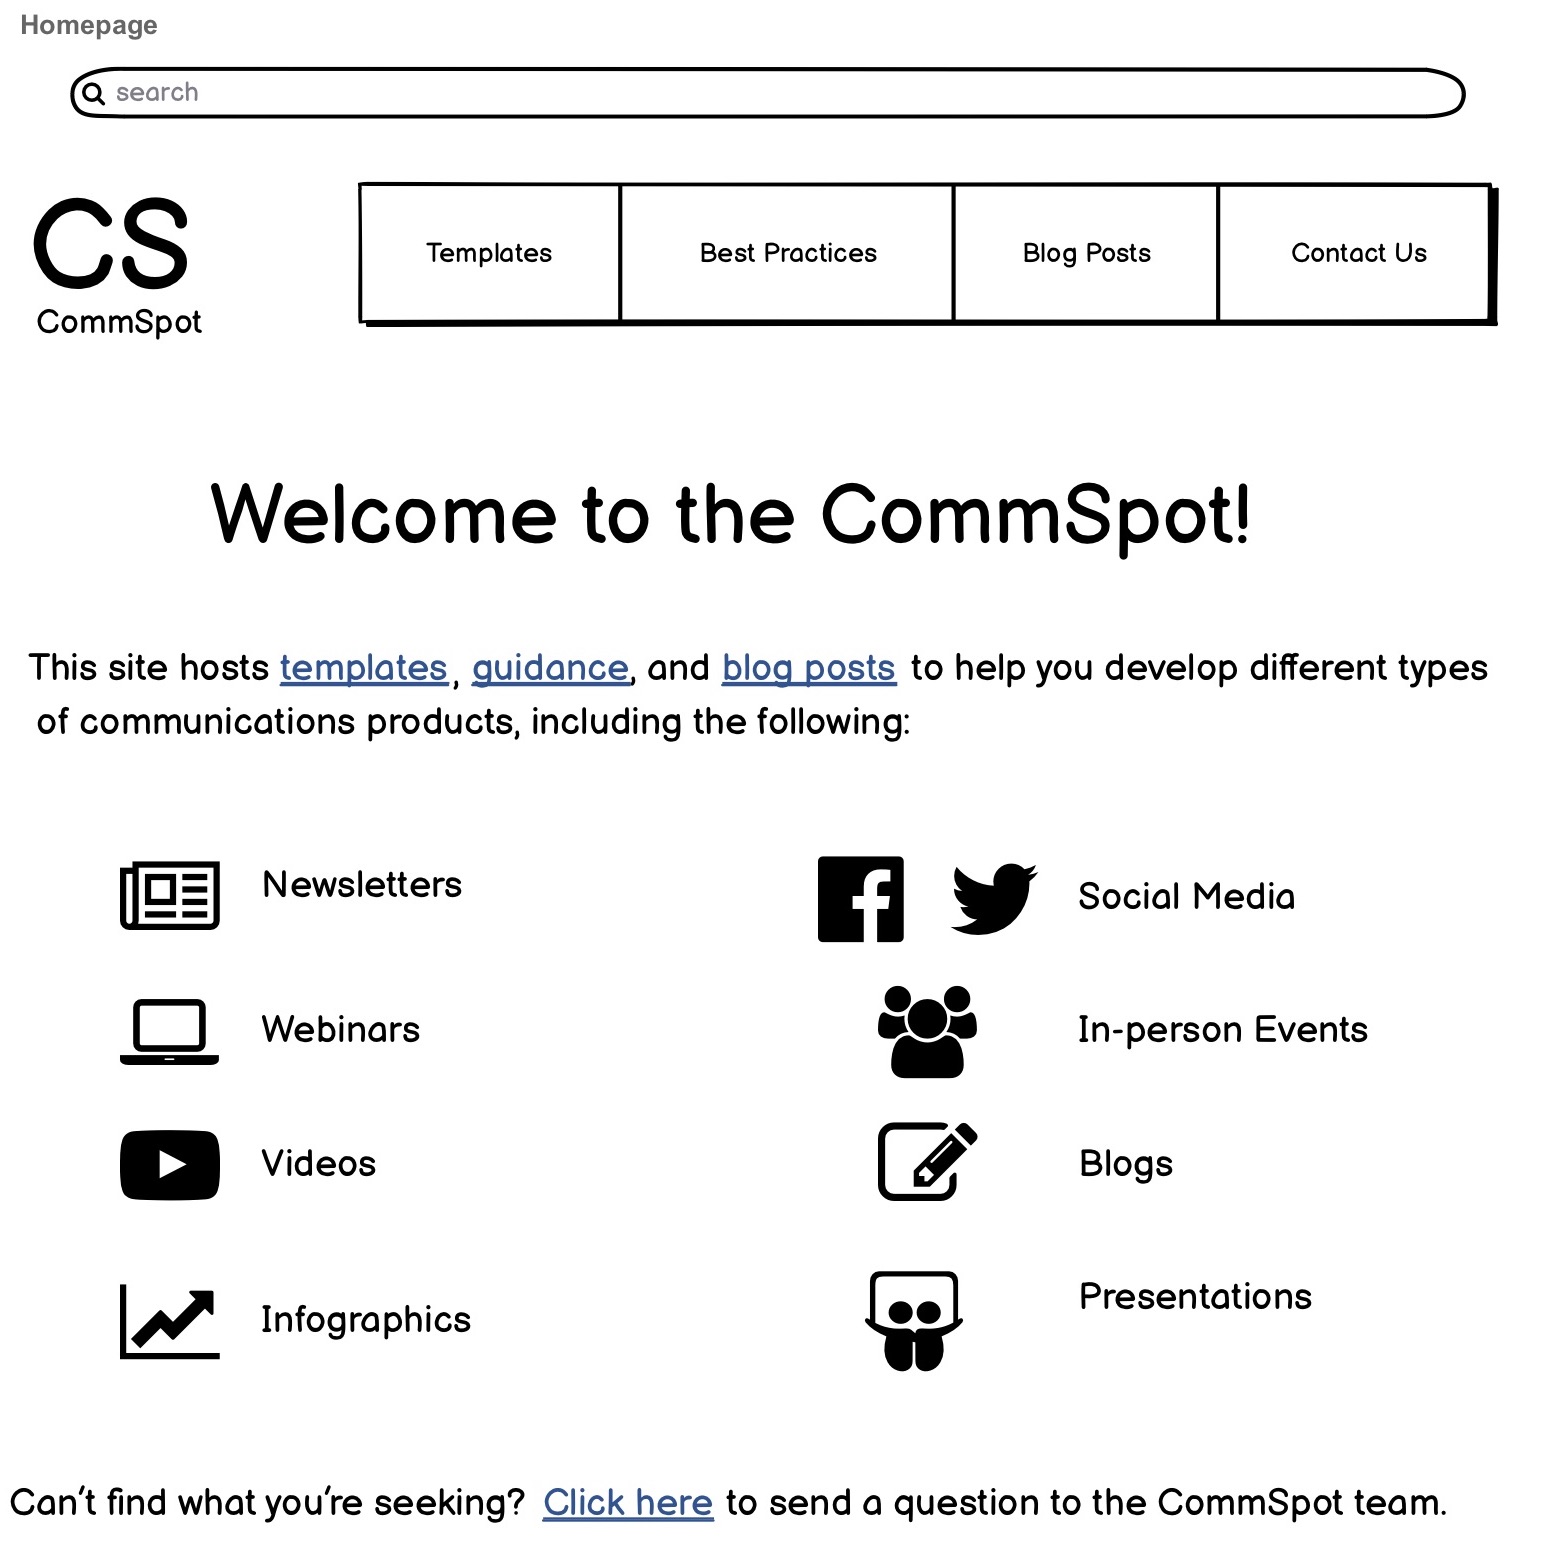 Homepage
search
CS
CommSpot
Templates
Best Practices
Blog Posts
Contact Us
Welcome to the CommSpot!
This site hosts templates, guidance, and blog posts to help you develop different types
of communications products, including the following:
Newsletters
Social Media
Webinars
In-person Events
Videos
Blogs
Infographics
Presentations
Can't find what you're seeking? Click here to send a question to the CommSpot team.